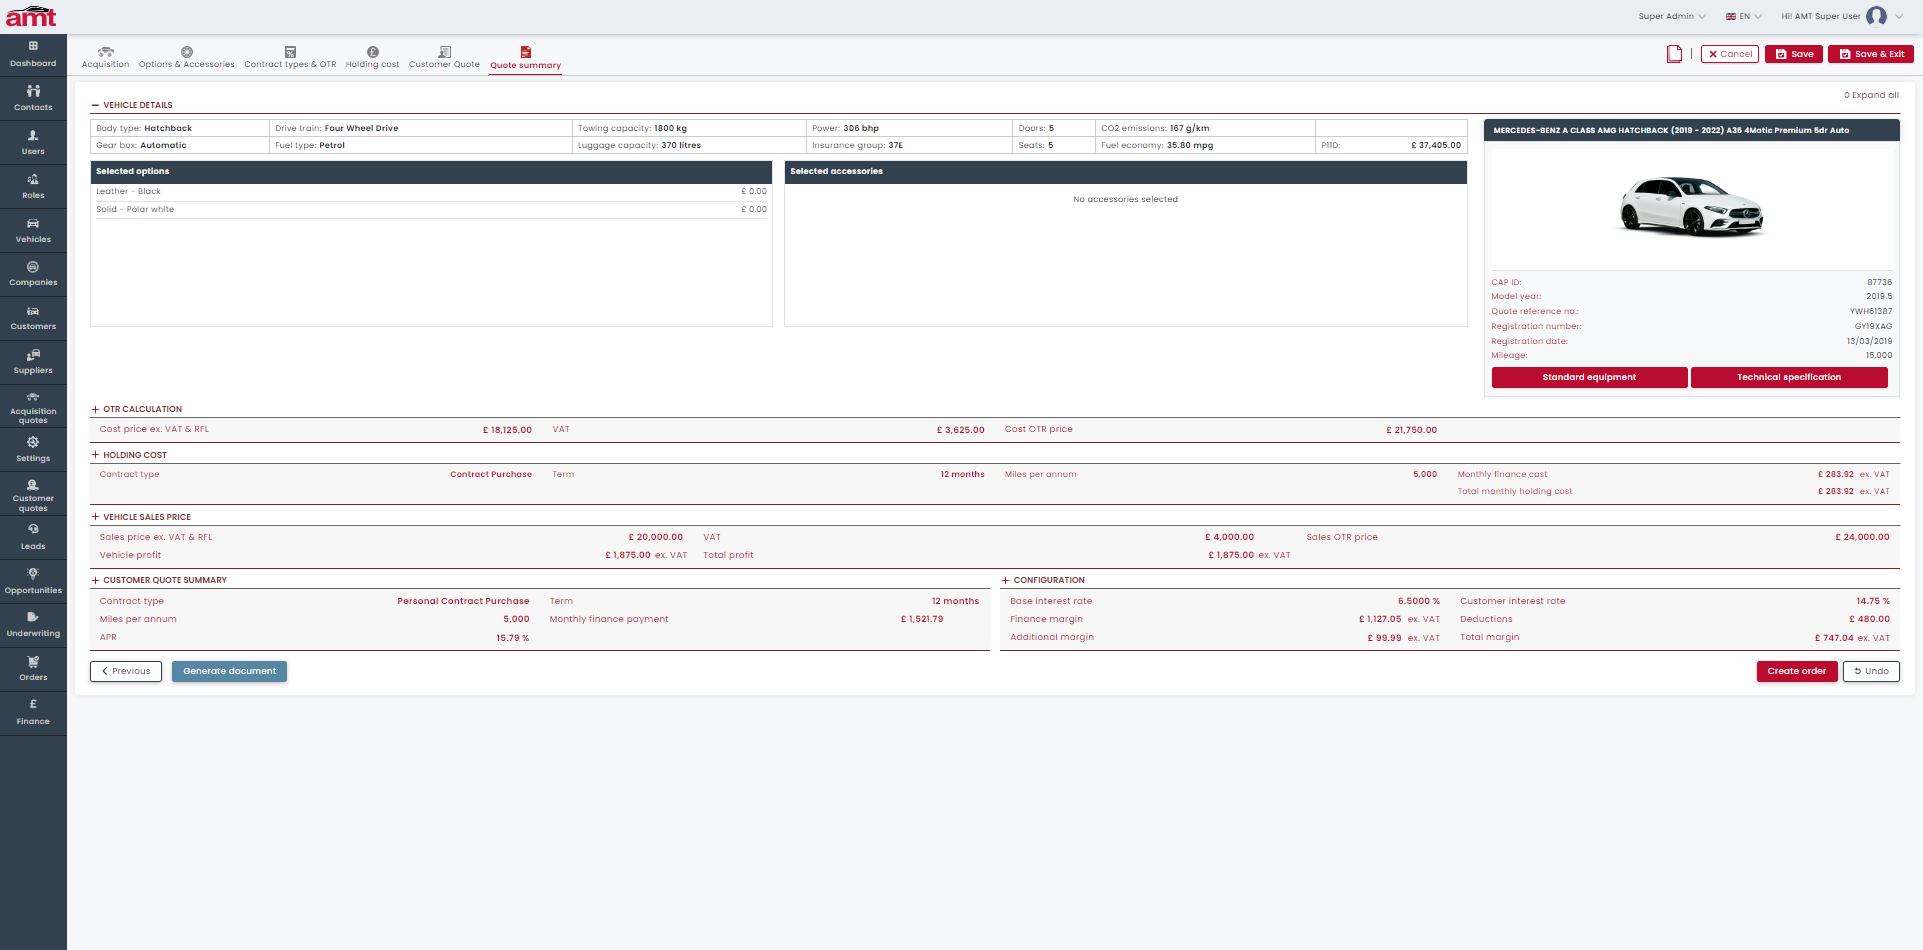 amt
Super Admin
EN
Hi! AMT Super User
Dashboard
Contacts
Users
Roles
Vehicles
Companies
Customers
Suppliers
Acquisition
quotes
Settings
Customer
quotes
Leads
Opportunities
Underwriting
Orders
Finance
Acquisition
Options & Accessories
Contract types & OTR
Holding cost
Customer Quote
Quote summary
Cancel
Save
Save & Exit
Expand all
VEHICLE DETAILS
Body type: Hatchback
Drive train: Four Wheel Drive
Towing capacity: 1800 kg
Power: 306 bhp
Doors: 5
CO2 emissions: 167 g/km
Gear box: Automatic
Fuel type: Petrol
Luggage capacity: 370 litres
Insurance group: 37E
Seats: 5
Fuel economy: 35.80 mpg
P11D: £ 37,405.00
Selected options
Leather - Black £ 0.00
Solid - Polar white £ 0.00
Selected accessories
No accessories selected
MERCEDES-BENZ A CLASS AMG HATCHBACK (2019 - 2022) A35 4Matic Premium 5dr Auto
CAP ID: 87736
Model year: 2019.5
Quote reference no.: YWH61387
Registration number: GY19XAG
Registration date: 13/03/2019
Mileage: 15,000
Standard equipment
Technical specification
OTR CALCULATION
Cost price ex. VAT & RFL £ 18,125.00 VAT £ 3,625.00 Cost OTR price £ 21,750.00
HOLDING COST
Contract type Contract Purchase Term 12 months Miles per annum 5,000 Monthly finance cost £ 283.92 ex. VAT
Total monthly holding cost £ 283.92 ex. VAT
VEHICLE SALES PRICE
Sales price ex. VAT & RFL £ 20,000.00 VAT £ 4,000.00 Sales OTR price £ 24,000.00
Vehicle profit £ 1,875.00 ex. VAT Total profit £ 1,875.00 ex. VAT
CUSTOMER QUOTE SUMMARY
Contract type Personal Contract Purchase Term 12 months
Miles per annum 5,000 Monthly finance payment £ 1,521.79
APR 15.79 %
CONFIGURATION
Base interest rate 6.5000 % Customer interest rate 14.75 %
Finance margin £ 1,127.05 ex. VAT Deductions £ 480.00
Additional margin £ 99.99 ex. VAT Total margin £ 747.04 ex. VAT
Previous
Generate document
Create order
Undo